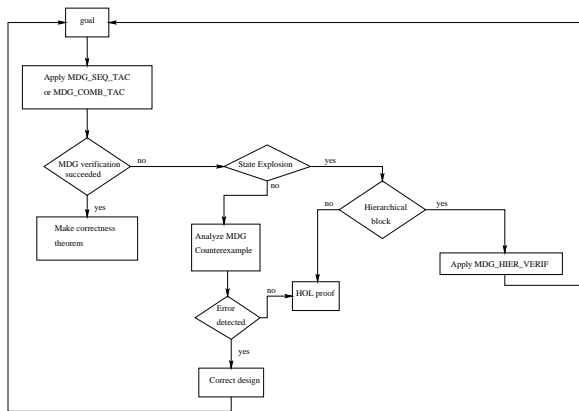 goal
Apply MDG_SEQ_TAC
or MDG_COMB_TAC
MDG verification
succeeded
no
State Explosion
yes
no
Hierarchical
block
no
yes
yes
Make correctness
theorem
Analyze MDG
Counterexample
Apply MDG_HIER_VERIF
HOL proof
Error
detected
no
yes
Correct design